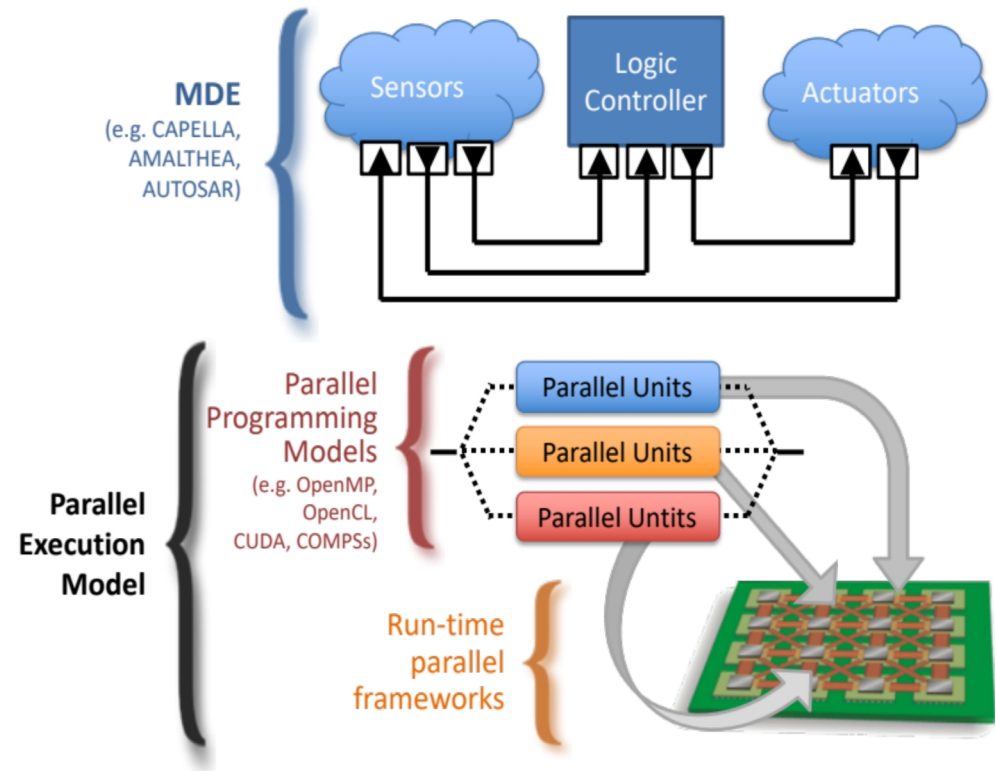 MDE
(e.g. CAPELLA,
AMALTHEA,
AUTOSAR)
Sensors
Logic
Controller
Actuators
Parallel
Execution
Model
Parallel
Programming
Models
(e.g. OpenMP,
OpenCL,
CUDA, COMPSs)
Parallel Units
Parallel Units
Parallel Untits
Run-time
parallel
frameworks